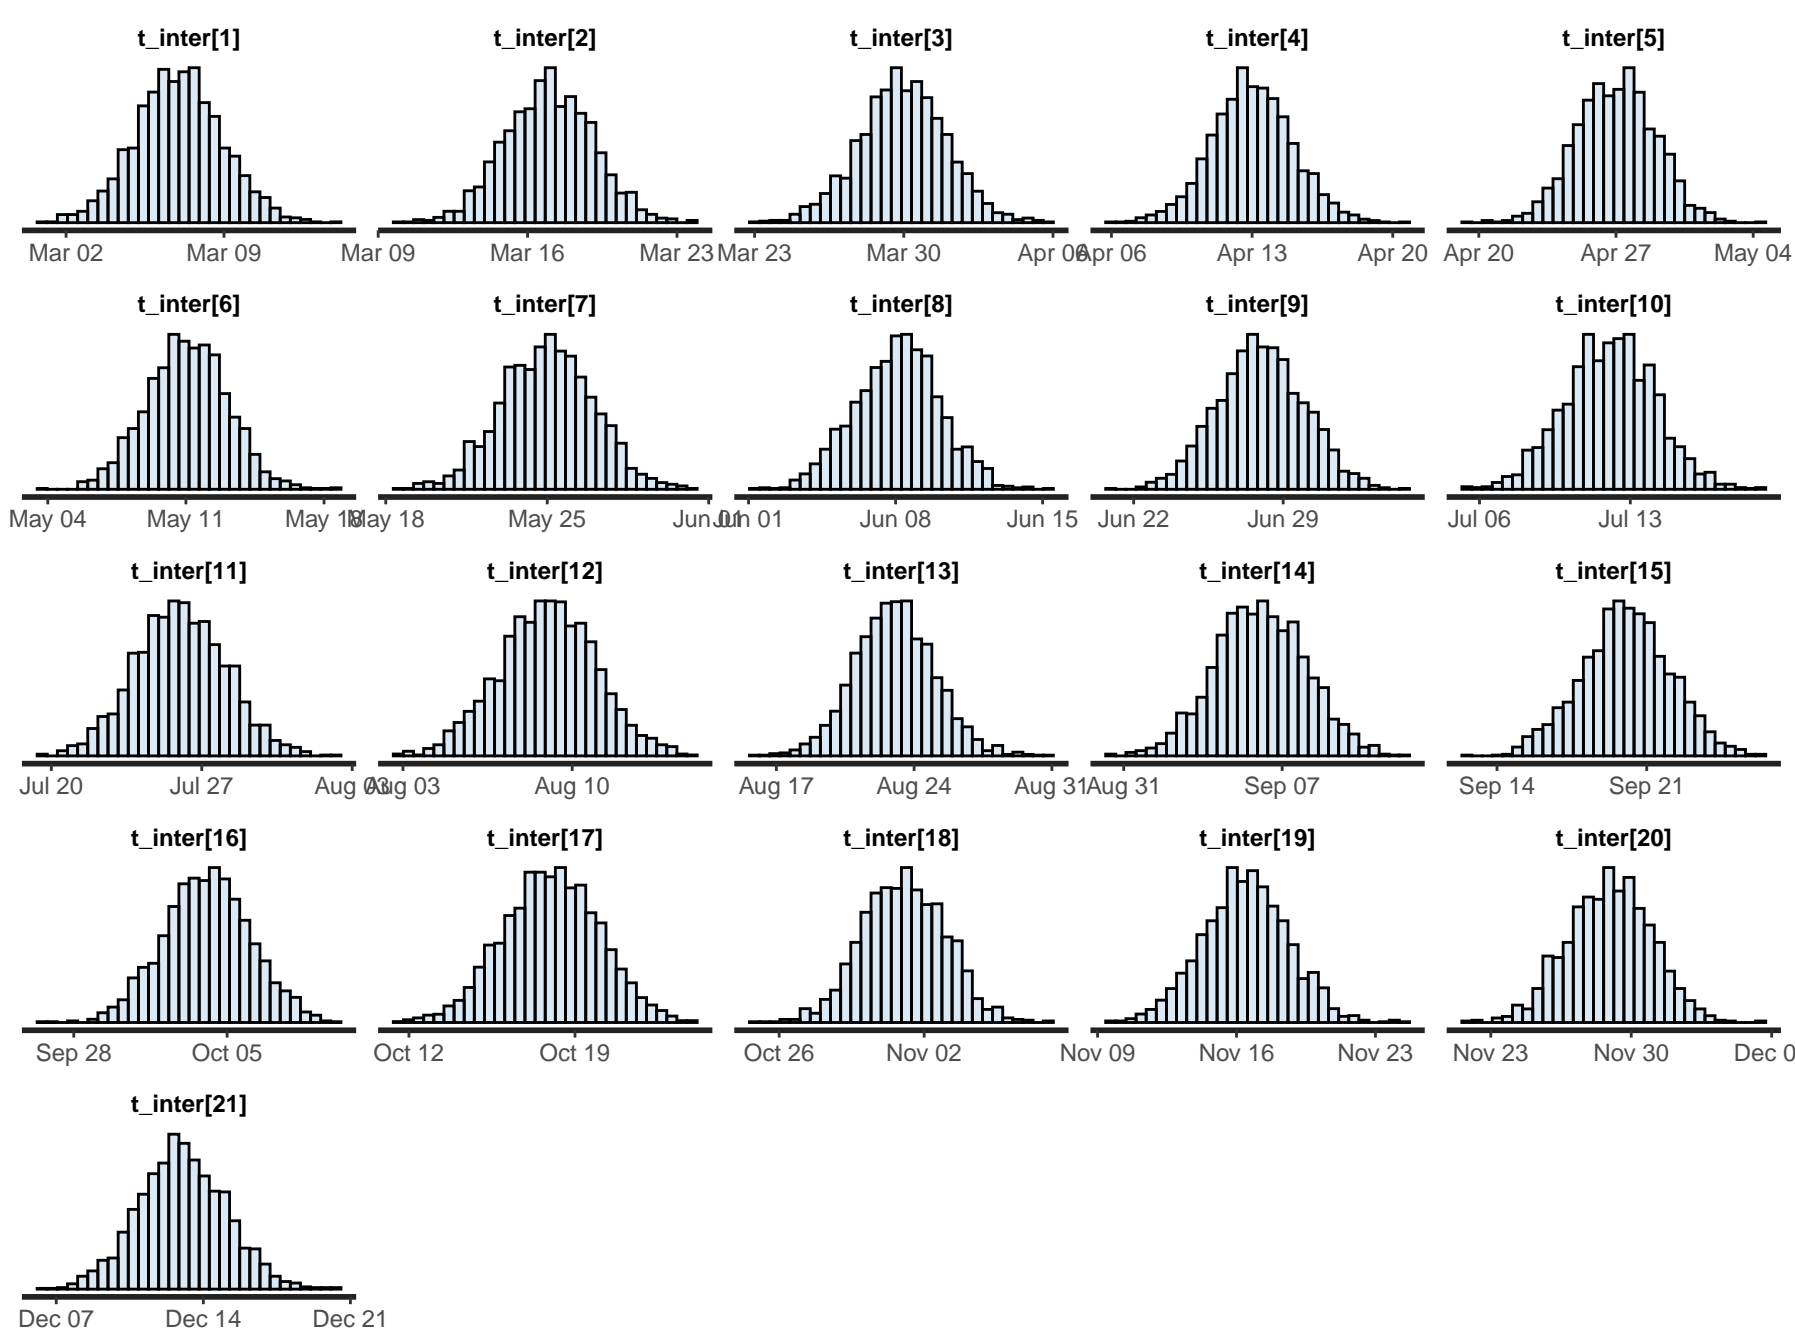 t_inter[1] t_inter[2] t_inter[3] t_inter[4] t_inter[5]
Mar 02 Mar 09 Mar 09 Mar 16 Mar 23 Mar 23 Mar 30 Apr 06 Apr 06 Apr 13 Apr 20 Apr 20 Apr 27 May 04
t_inter[6] t_inter[7] t_inter[8] t_inter[9] t_inter[10]
May 04 May 11 May 18 May 18 May 25 Jun 01 Jun 01 Jun 08 Jun 15 Jun 22 Jun 29 Jul 06 Jul 13
t_inter[11] t_inter[12] t_inter[13] t_inter[14] t_inter[15]
Jul 20 Jul 27 Aug 03 Aug 03 Aug 10 Aug 17 Aug 24 Aug 31 Aug 31 Sep 07 Sep 14 Sep 21
t_inter[16] t_inter[17] t_inter[18] t_inter[19] t_inter[20]
Sep 28 Oct 05 Oct 12 Oct 19 Oct 26 Nov 02 Nov 09 Nov 16 Nov 23 Nov 23 Nov 30 Dec 0
t_inter[21]
Dec 07 Dec 14 Dec 21